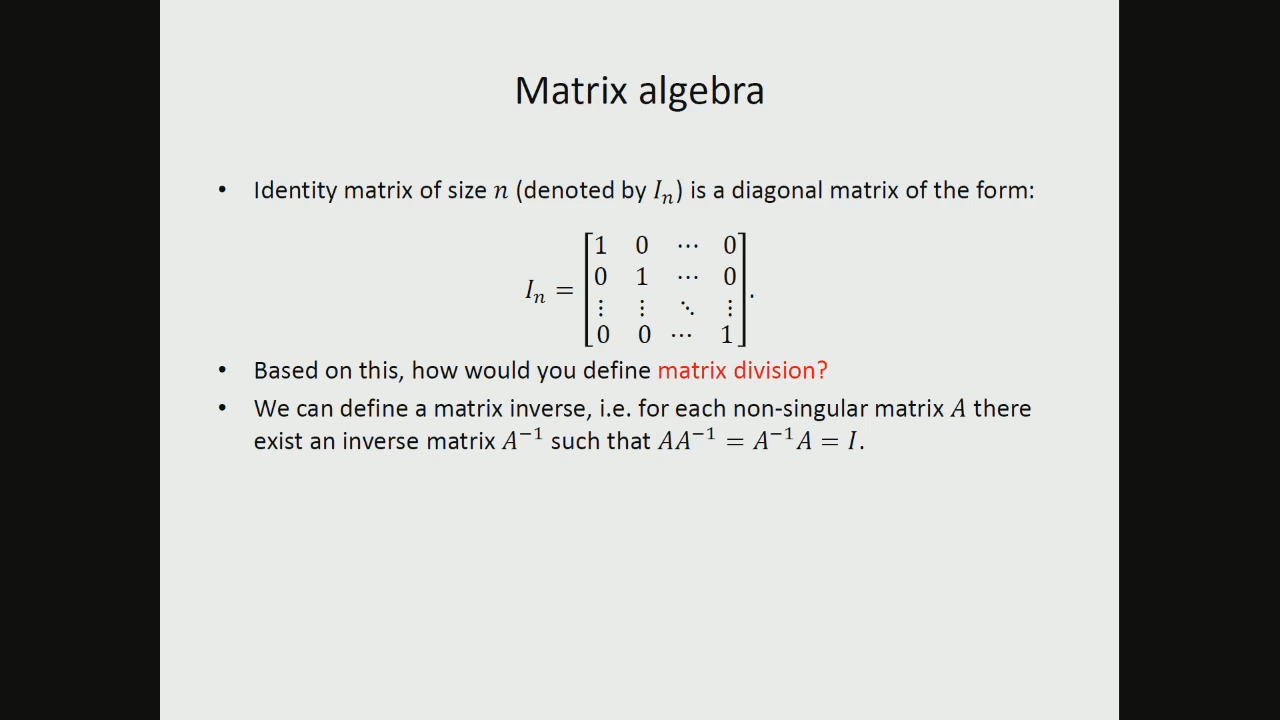 Matrix algebra
• Identity matrix of size n (denoted by Iₙ) is a diagonal matrix of the form:
1 0 ⋯ 0
0 1 ⋯ 0
Iₙ = .
⋮ ⋮ ⋱ ⋮
0 0 ⋯ 1
• Based on this, how would you define matrix division?
• We can define a matrix inverse, i.e. for each non-singular matrix A there
exist an inverse matrix A⁻¹ such that AA⁻¹ = A⁻¹A = I.